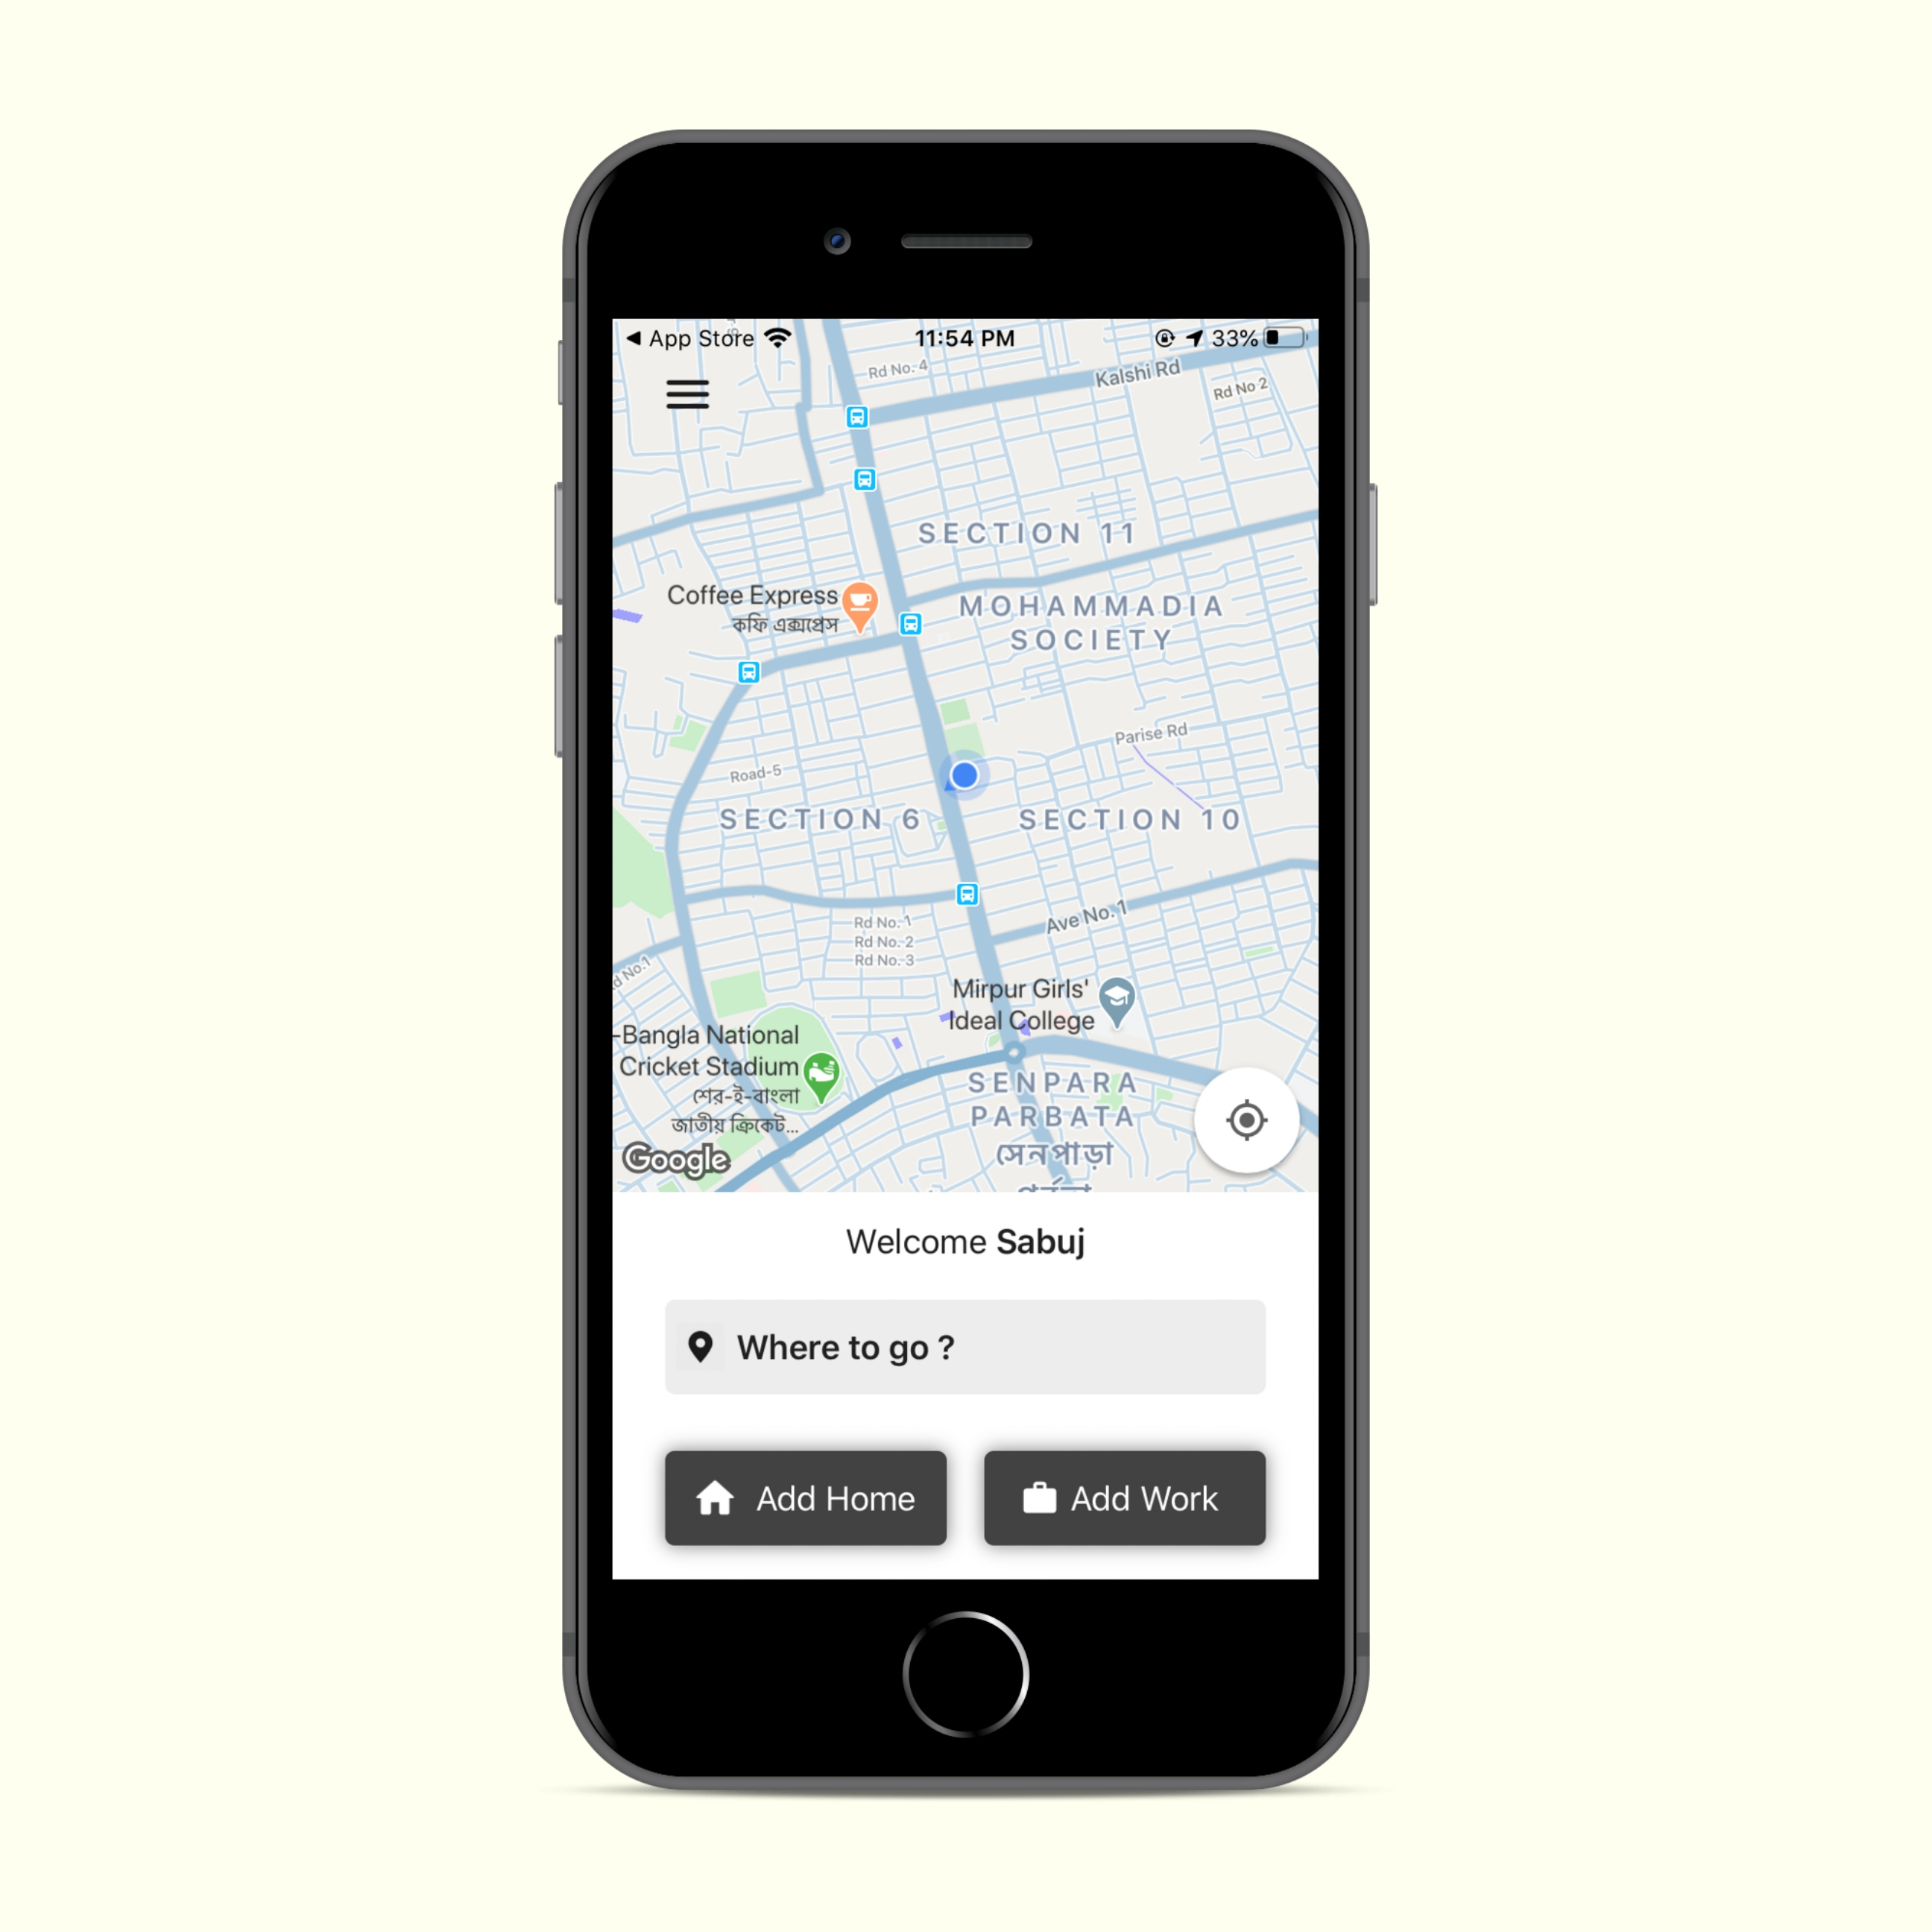 App Store
11:54 PM
33%
Rd No. 4
Kalshi Rd
Rd No 2
SECTION 11
Coffee Express
কফি এক্সপ্রেস
MOHAMMADIA
SOCIETY
Parise Rd
Road-5
SECTION 6
SECTION 10
Ave No. 1
Rd No. 1
Rd No. 2
Rd No. 3
d No.1
Mirpur Girls'
Ideal College
-Bangla National
Cricket Stadium
শের-ই-বাংলা
জাতীয় ক্রিকেট...
SENPARA
PARBATA
সেনপাড়া
Google
Welcome Sabuj
Where to go ?
Add Home
Add Work